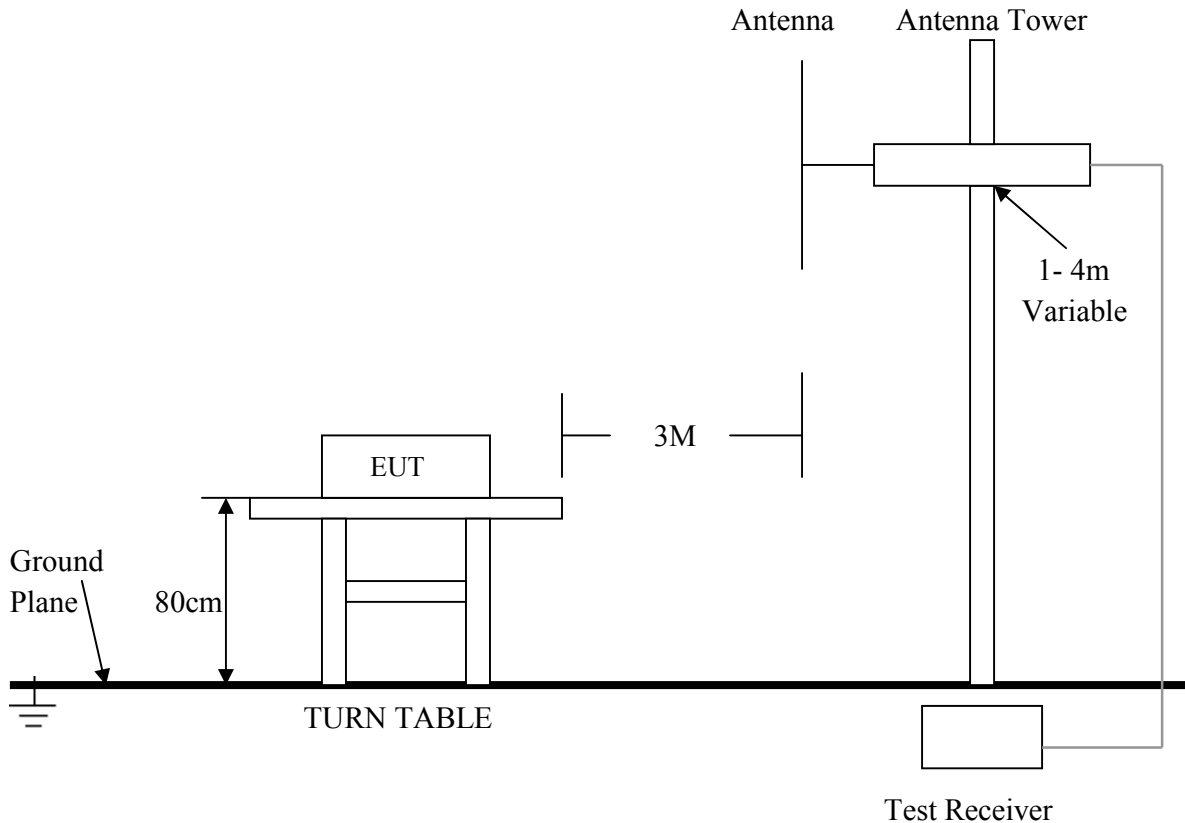 Antenna
Antenna Tower
1- 4m
Variable
3M
EUT
Ground
Plane
80cm
TURN TABLE
Test Receiver